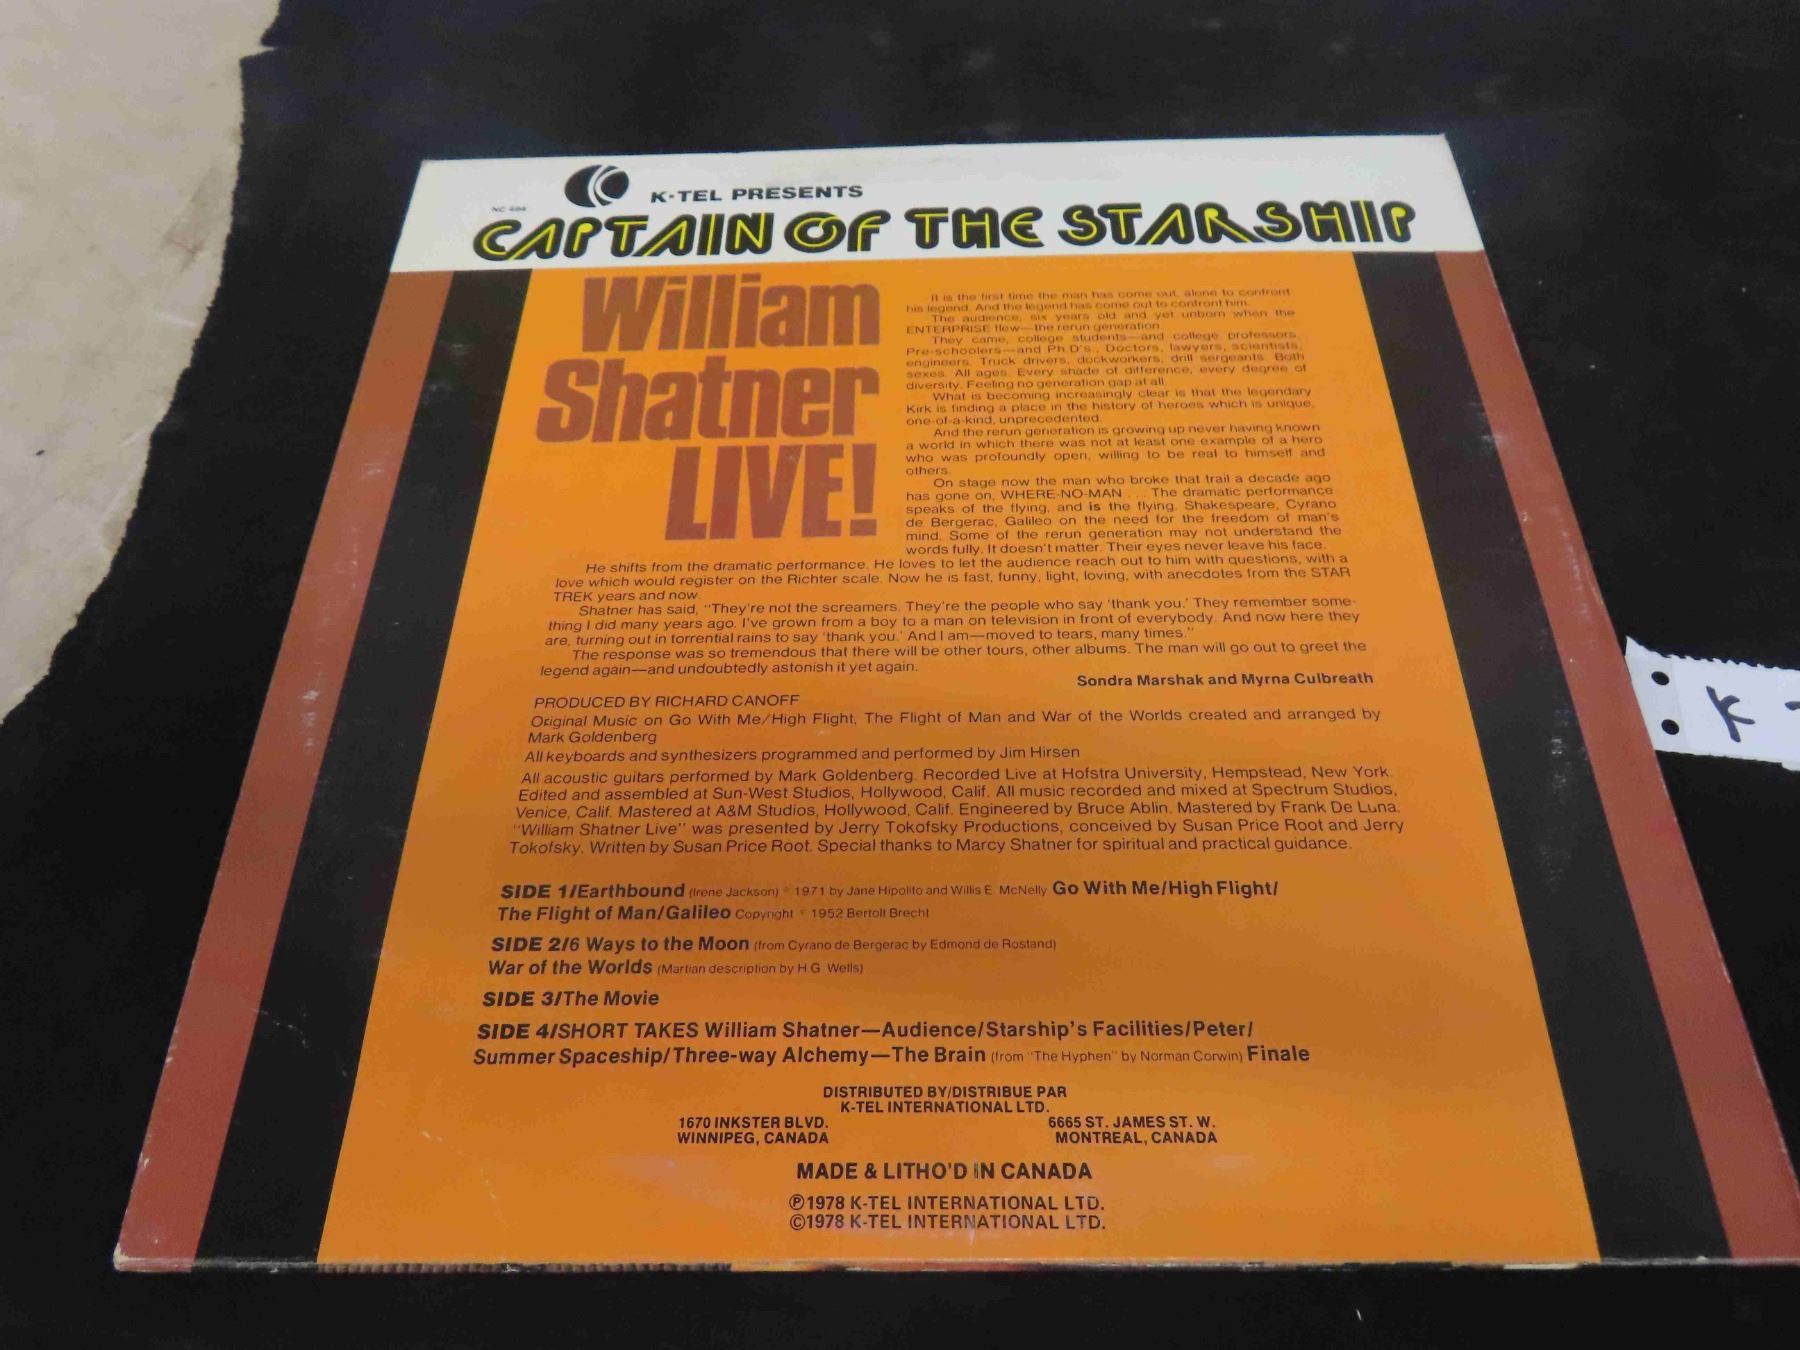 K-TEL PRESENTS
NC 494
CAPTAIN OF THE STARSHIP
William
Shatner
LIVE!
It is the first time the man has come out, alone to confront
his legend. And the legend has come out to confront him.
The audience, six years old and yet unborn when the
ENTERPRISE flew—the rerun generation.
They came, college students—and college professors.
Pre-schoolers—and Ph.D's., Doctors, lawyers, scientists,
engineers. Truck drivers, dockworkers, drill sergeants. Both
sexes. All ages. Every shade of difference, every degree of
diversity. Feeling no generation gap at all.
What is becoming increasingly clear is that the legendary
Kirk is finding a place in the history of heroes which is unique,
one-of-a-kind, unprecedented.
And the rerun generation is growing up never having known
a world in which there was not at least one example of a hero
who was profoundly open, willing to be real to himself and
others.
On stage now the man who broke that trail a decade ago
has gone on, WHERE-NO-MAN . . . The dramatic performance
speaks of the flying, and is the flying. Shakespeare, Cyrano
de Bergerac, Galileo on the need for the freedom of man's
mind. Some of the rerun generation may not understand the
words fully. It doesn't matter. Their eyes never leave his face.
He shifts from the dramatic performance. He loves to let the audience reach out to him with questions, with a
love which would register on the Richter scale. Now he is fast, funny, light, loving, with anecdotes from the STAR
TREK years and now.
Shatner has said, "They're not the screamers. They're the people who say 'thank you.' They remember some-
thing I did many years ago. I've grown from a boy to a man on television in front of everybody. And now here they
are, turning out in torrential rains to say 'thank you.' And I am—moved to tears, many times."
The response was so tremendous that there will be other tours, other albums. The man will go out to greet the
legend again—and undoubtedly astonish it yet again.
Sondra Marshak and Myrna Culbreath
PRODUCED BY RICHARD CANOFF
Original Music on Go With Me/High Flight, The Flight of Man and War of the Worlds created and arranged by
Mark Goldenberg
All keyboards and synthesizers programmed and performed by Jim Hirsen
All acoustic guitars performed by Mark Goldenberg. Recorded Live at Hofstra University, Hempstead, New York.
Edited and assembled at Sun-West Studios, Hollywood, Calif. All music recorded and mixed at Spectrum Studios,
Venice, Calif. Mastered at A&M Studios, Hollywood, Calif. Engineered by Bruce Ablin. Mastered by Frank De Luna.
"William Shatner Live" was presented by Jerry Tokofsky Productions, conceived by Susan Price Root and Jerry
Tokofsky. Written by Susan Price Root. Special thanks to Marcy Shatner for spiritual and practical guidance.
SIDE 1/Earthbound (Irene Jackson) © 1971 by Jane Hipolito and Willis E. McNelly Go With Me/High Flight/
The Flight of Man/Galileo Copyright © 1952 Bertolt Brecht
SIDE 2/6 Ways to the Moon (from Cyrano de Bergerac by Edmond de Rostand)
War of the Worlds (Martian description by H.G. Wells)
SIDE 3/The Movie
SIDE 4/SHORT TAKES William Shatner—Audience/Starship's Facilities/Peter/
Summer Spaceship/Three-way Alchemy—The Brain (from "The Hyphen" by Norman Corwin) Finale
DISTRIBUTED BY/DISTRIBUE PAR
K-TEL INTERNATIONAL LTD.
1670 INKSTER BLVD. 6665 ST. JAMES ST. W.
WINNIPEG, CANADA MONTREAL, CANADA
MADE & LITHO'D IN CANADA
℗1978 K-TEL INTERNATIONAL LTD.
©1978 K-TEL INTERNATIONAL LTD.
K